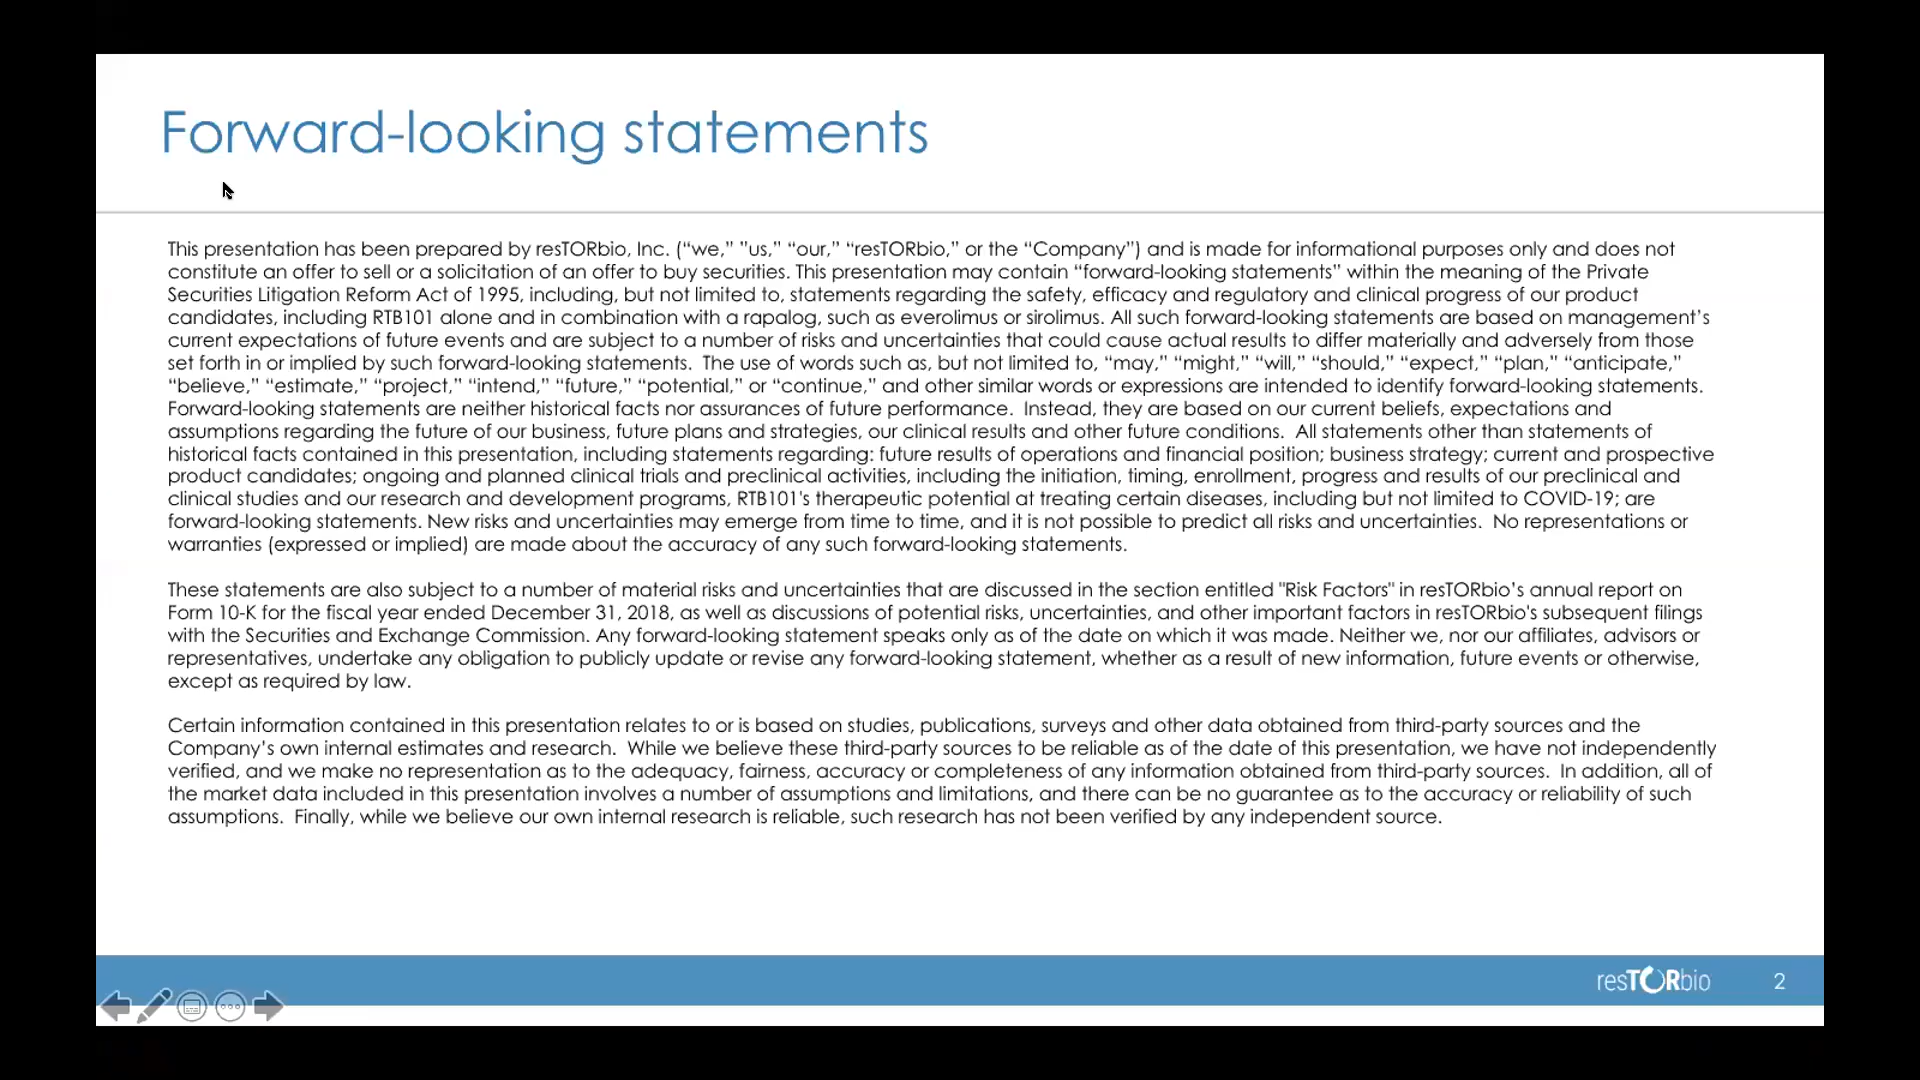 Forward-looking statements
This presentation has been prepared by resTORbio, Inc. (“we,” ”us,” “our,” “resTORbio,” or the “Company”) and is made for informational purposes only and does not
constitute an offer to sell or a solicitation of an offer to buy securities. This presentation may contain “forward-looking statements” within the meaning of the Private
Securities Litigation Reform Act of 1995, including, but not limited to, statements regarding the safety, efficacy and regulatory and clinical progress of our product
candidates, including RTB101 alone and in combination with a rapalog, such as everolimus or sirolimus. All such forward-looking statements are based on management’s
current expectations of future events and are subject to a number of risks and uncertainties that could cause actual results to differ materially and adversely from those
set forth in or implied by such forward-looking statements.  The use of words such as, but not limited to, “may,” “might,” “will,” “should,” “expect,” “plan,” “anticipate,”
“believe,” “estimate,” “project,” “intend,” “future,” “potential,” or “continue,” and other similar words or expressions are intended to identify forward-looking statements.
Forward-looking statements are neither historical facts nor assurances of future performance.  Instead, they are based on our current beliefs, expectations and
assumptions regarding the future of our business, future plans and strategies, our clinical results and other future conditions.  All statements other than statements of
historical facts contained in this presentation, including statements regarding: future results of operations and financial position; business strategy; current and prospective
product candidates; ongoing and planned clinical trials and preclinical activities, including the initiation, timing, enrollment, progress and results of our preclinical and
clinical studies and our research and development programs, RTB101's therapeutic potential at treating certain diseases, including but not limited to COVID-19; are
forward-looking statements. New risks and uncertainties may emerge from time to time, and it is not possible to predict all risks and uncertainties.  No representations or
warranties (expressed or implied) are made about the accuracy of any such forward-looking statements.
These statements are also subject to a number of material risks and uncertainties that are discussed in the section entitled "Risk Factors" in resTORbio’s annual report on
Form 10-K for the fiscal year ended December 31, 2018, as well as discussions of potential risks, uncertainties, and other important factors in resTORbio's subsequent filings
with the Securities and Exchange Commission. Any forward-looking statement speaks only as of the date on which it was made. Neither we, nor our affiliates, advisors or
representatives, undertake any obligation to publicly update or revise any forward-looking statement, whether as a result of new information, future events or otherwise,
except as required by law.
Certain information contained in this presentation relates to or is based on studies, publications, surveys and other data obtained from third-party sources and the
Company’s own internal estimates and research.  While we believe these third-party sources to be reliable as of the date of this presentation, we have not independently
verified, and we make no representation as to the adequacy, fairness, accuracy or completeness of any information obtained from third-party sources.  In addition, all of
the market data included in this presentation involves a number of assumptions and limitations, and there can be no guarantee as to the accuracy or reliability of such
assumptions.  Finally, while we believe our own internal research is reliable, such research has not been verified by any independent source.
resTORbio 2